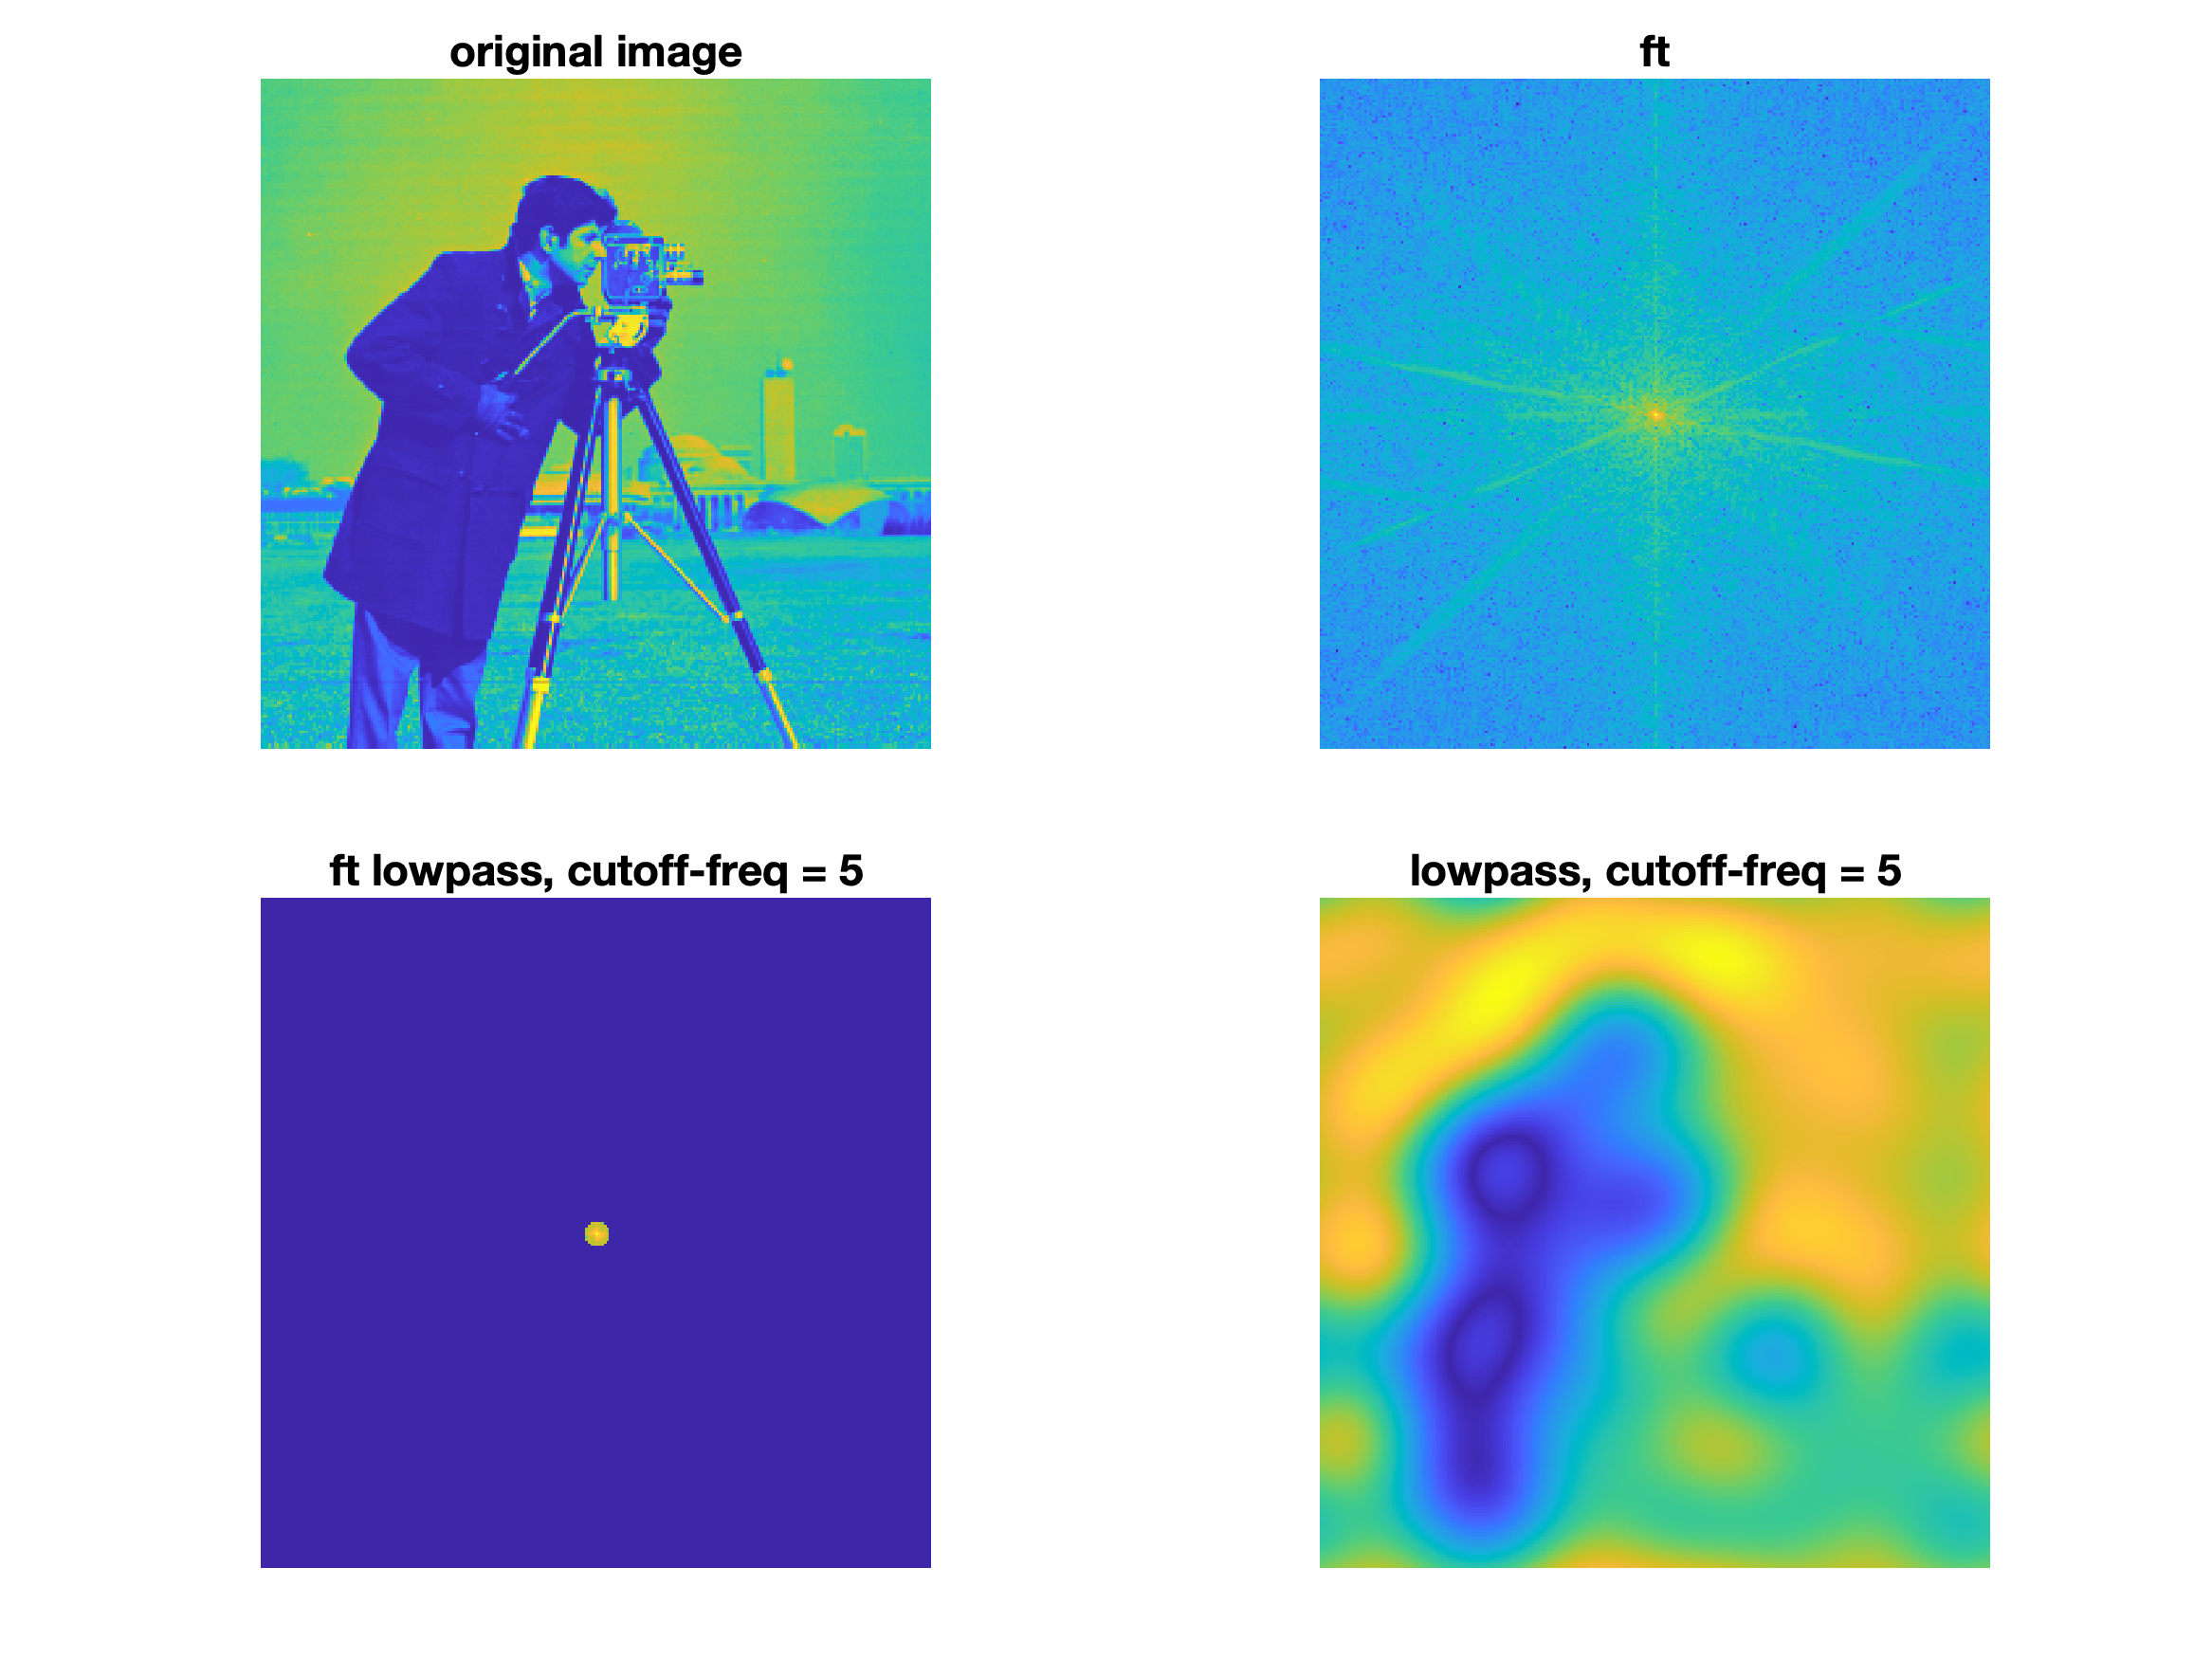 original image
ft
ft lowpass, cutoff-freq = 5
lowpass, cutoff-freq = 5